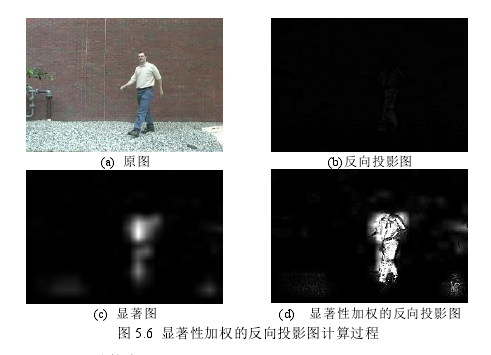 (a) 原图
(b)反向投影图
(c) 显著图
(d) 显著性加权的反向投影图
图 5.6 显著性加权的反向投影图计算过程